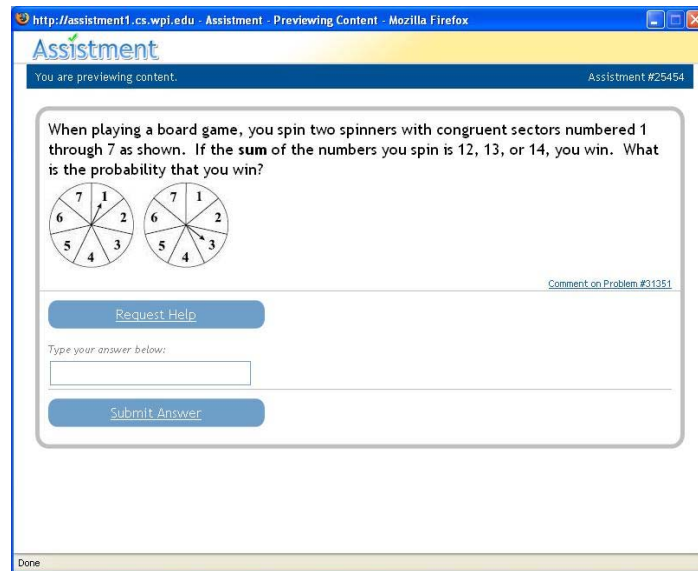 http://assistment1.cs.wpi.edu - Assistment - Previewing Content - Mozilla Firefox
Assistment
You are previewing content. Assistment #25454
When playing a board game, you spin two spinners with congruent sectors numbered 1
through 7 as shown. If the sum of the numbers you spin is 12, 13, or 14, you win. What
is the probability that you win?
7 1 7 1
6 2 6 2
5 3 5 3
4 4
Comment on Problem #31351
Request Help
Type your answer below:
Submit Answer
Done